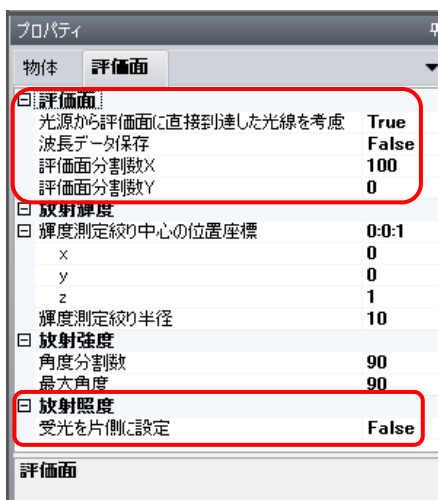 プロパティ
物体 評価面
評価面
光源から評価面に直接到達した光線を考慮 True
波長データ保存 False
評価面分割数X 100
評価面分割数Y 0
放射輝度
輝度測定絞り中心の位置座標 0:0:1
x 0
y 0
z 1
輝度測定絞り半径 10
放射強度
角度分割数 90
最大角度 90
放射照度
受光を片側に設定 False
評価面